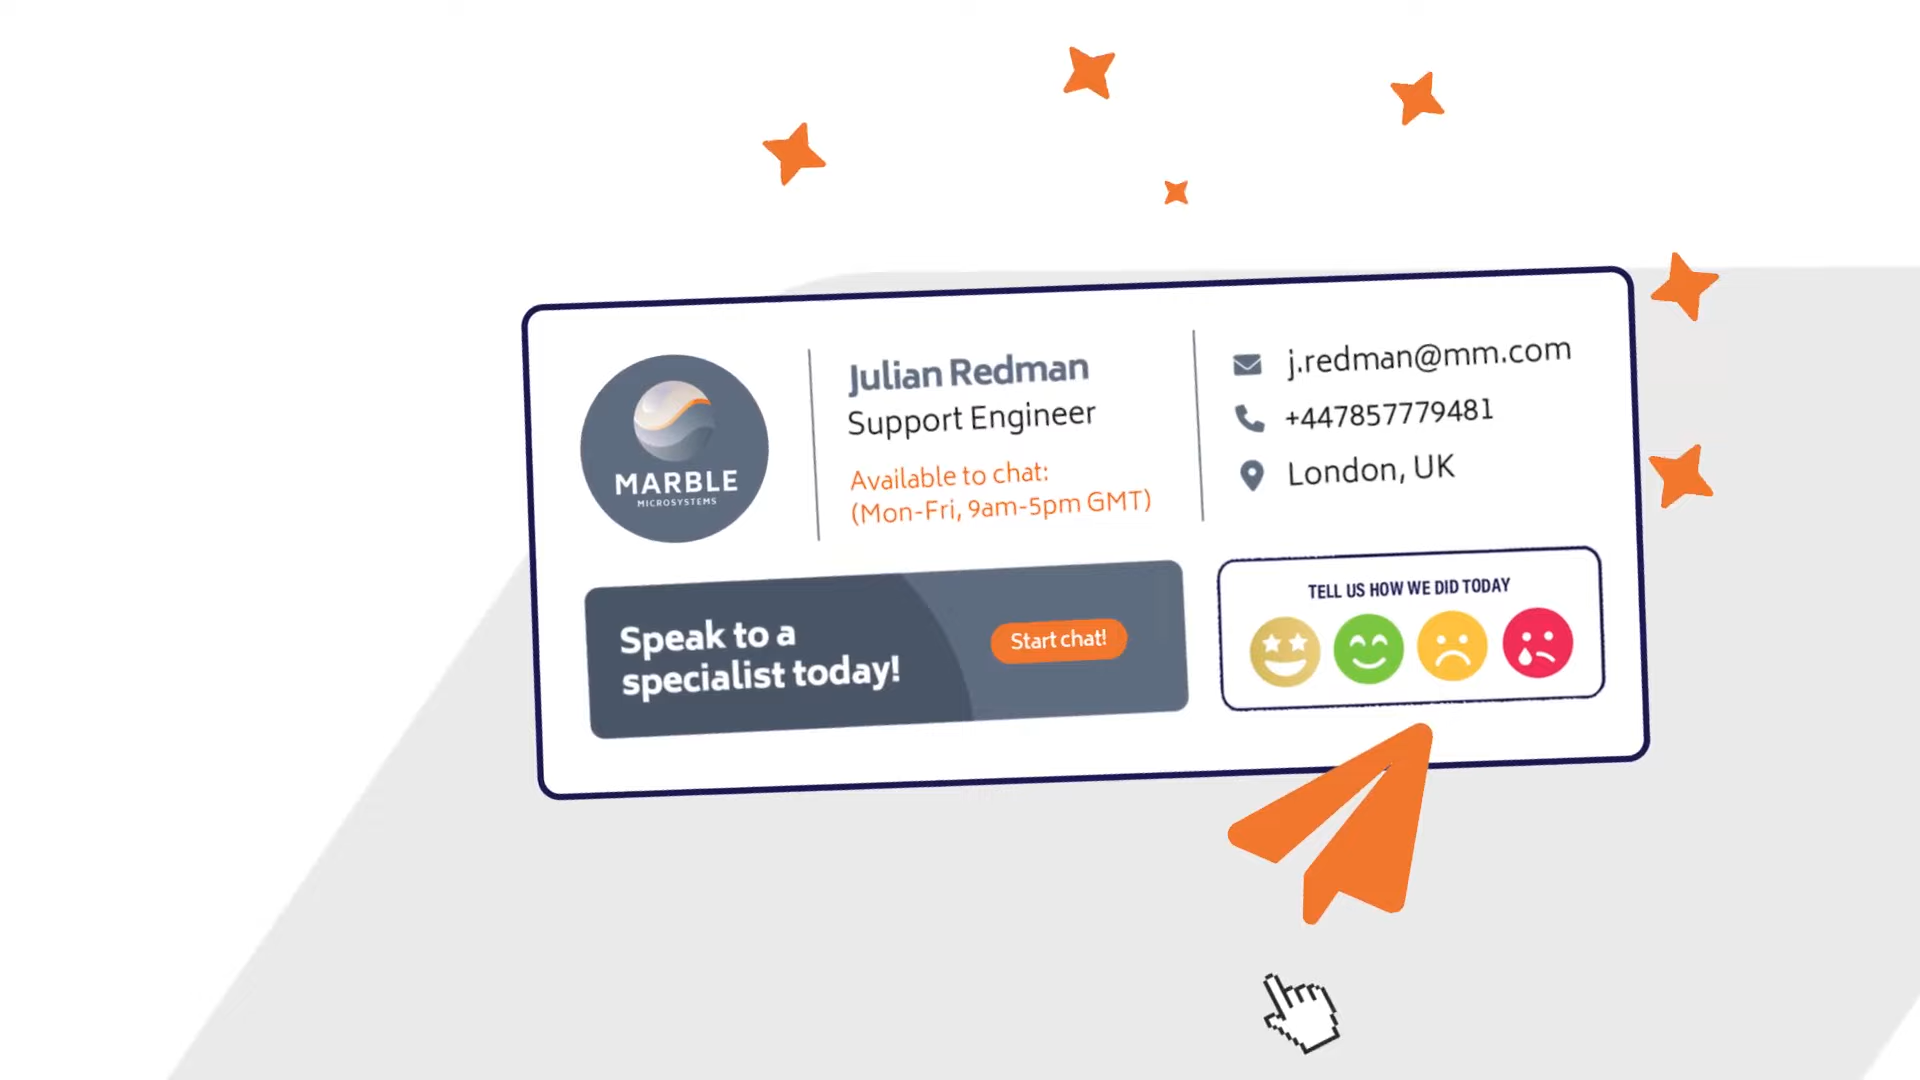 MARBLE
MICROSYSTEMS
Julian Redman
Support Engineer
Available to chat:
(Mon-Fri, 9am-5pm GMT)
j.redman@mm.com
+447857779481
London, UK
Speak to a
specialist today!
Start chat!
TELL US HOW WE DID TODAY